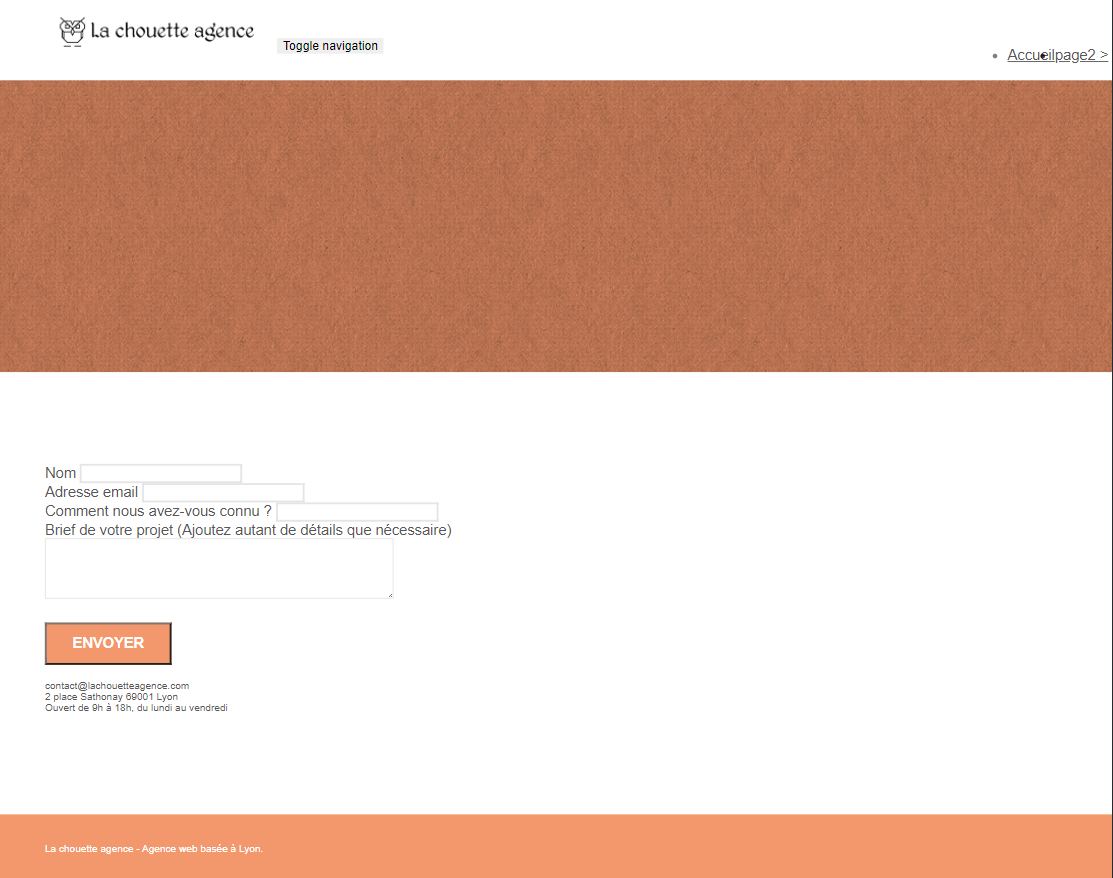 La chouette agence
Toggle navigation
Accueilpage2 >
Nom
Adresse email
Comment nous avez-vous connu ?
Brief de votre projet (Ajoutez autant de détails que nécessaire)
ENVOYER
contact@lachouetteagence.com
2 place Sathonay 69001 Lyon
Ouvert de 9h à 18h, du lundi au vendredi
La chouette agence - Agence web basée à Lyon.